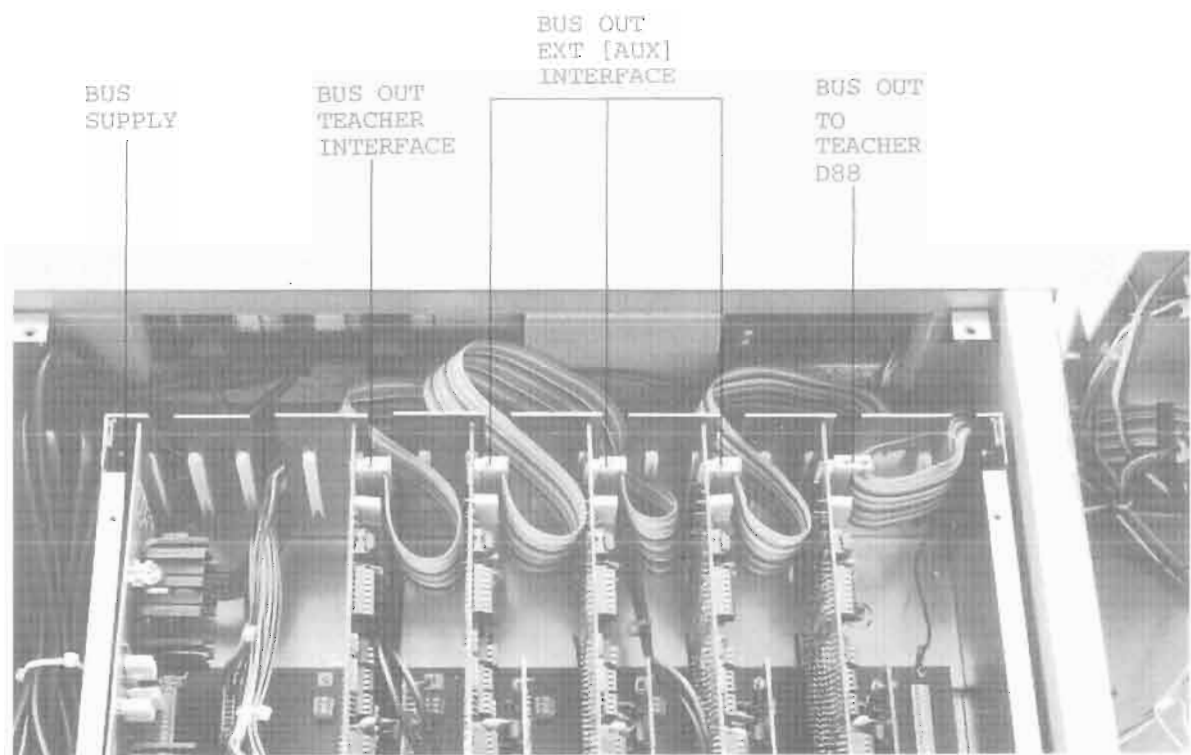 BUS OUT
EXT [AUX]
INTERFACE
BUS
SUPPLY
BUS OUT
TEACHER
INTERFACE
BUS OUT
TO
TEACHER
D88